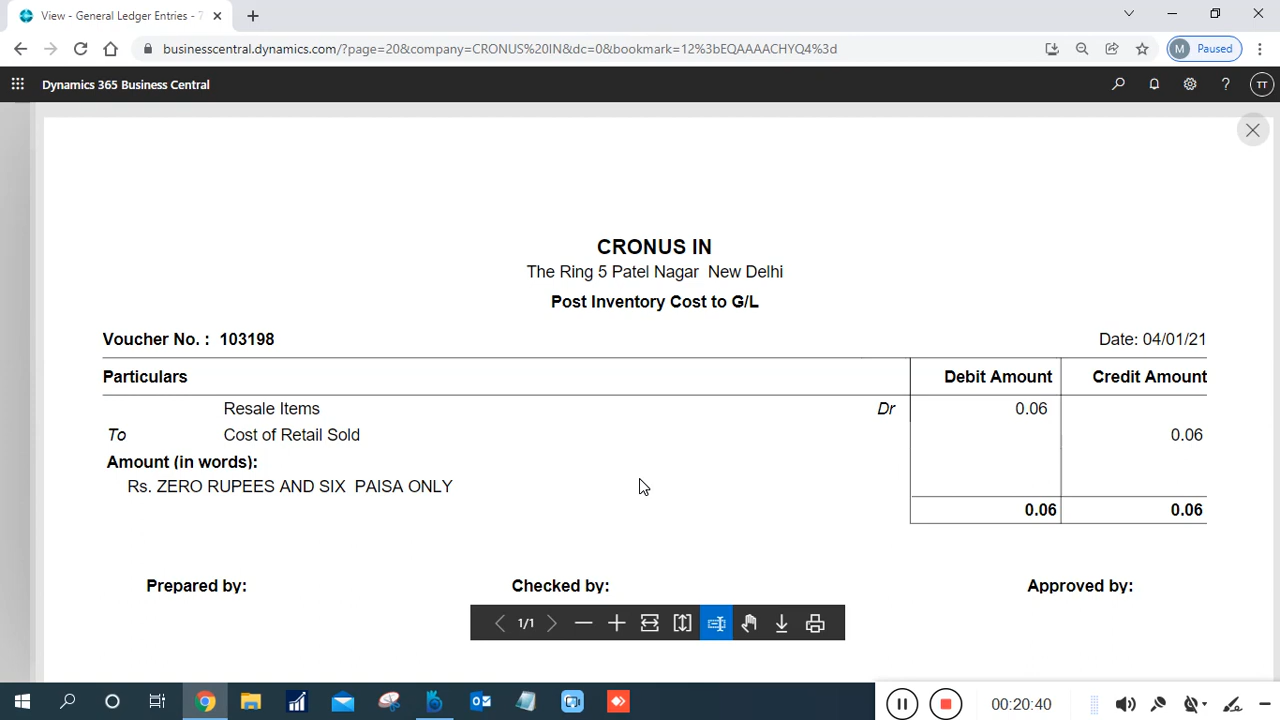 View - General Ledger Entries - 7
businesscentral.dynamics.com/?page=20&company=CRONUS%20IN&dc=0&bookmark=12%3bEQAAAACHYQ4%3d
M Paused
Dynamics 365 Business Central
? TT
CRONUS IN
The Ring 5 Patel Nagar New Delhi
Post Inventory Cost to G/L
Voucher No. : 103198 Date: 04/01/21
Particulars Debit Amount Credit Amount
Resale Items Dr 0.06
To Cost of Retail Sold 0.06
Amount (in words):
Rs. ZERO RUPEES AND SIX PAISA ONLY
0.06 0.06
Prepared by: Checked by: Approved by:
1/1
00:20:40